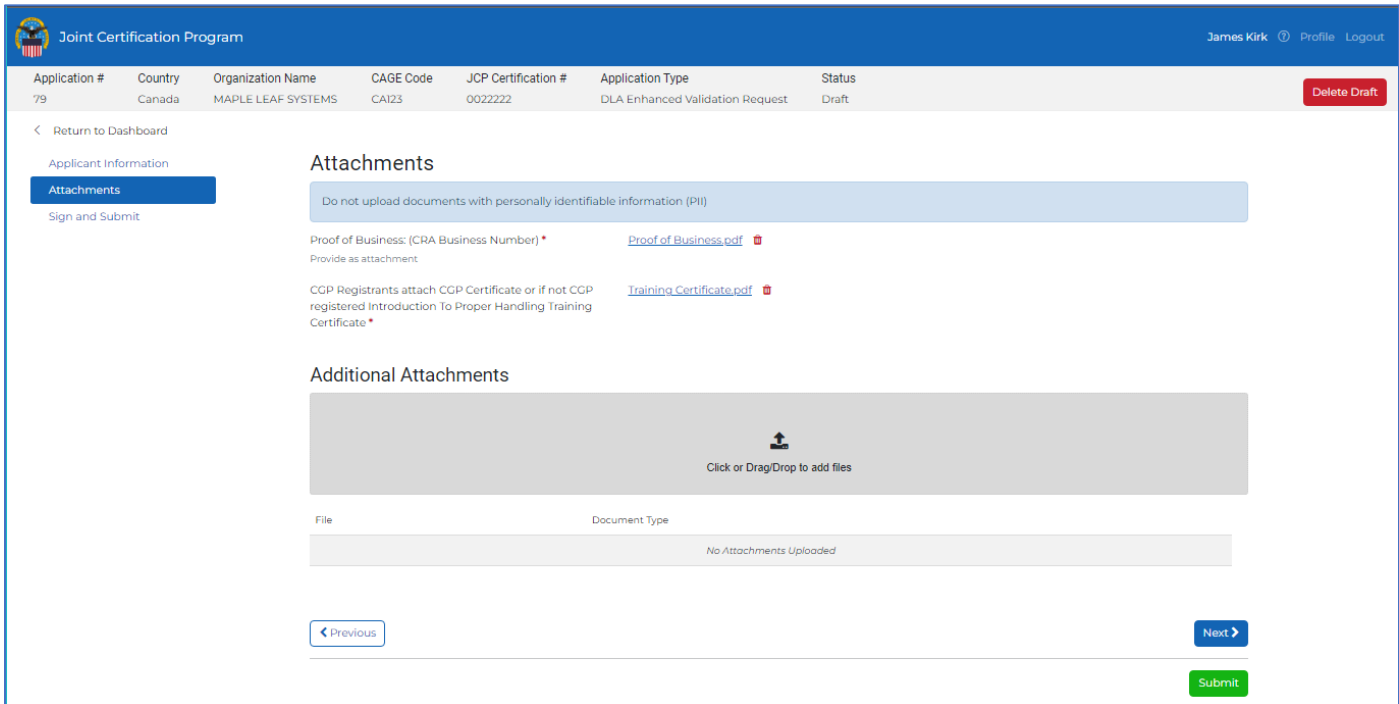 Joint Certification Program
James Kirk Profile Logout
Application # Country Organization Name CAGE Code JCP Certification # Application Type Status
79 Canada MAPLE LEAF SYSTEMS CA123 0022222 DLA Enhanced Validation Request Draft
Delete Draft
Return to Dashboard
Applicant Information
Attachments
Sign and Submit
Attachments
Do not upload documents with personally identifiable information (PII)
Proof of Business: (CRA Business Number) * Proof of Business.pdf
Provide as attachment
CGP Registrants attach CGP Certificate or if not CGP Training Certificate.pdf
registered Introduction To Proper Handling Training
Certificate *
Additional Attachments
Click or Drag/Drop to add files
File Document Type
No Attachments Uploaded
Previous Next
Submit